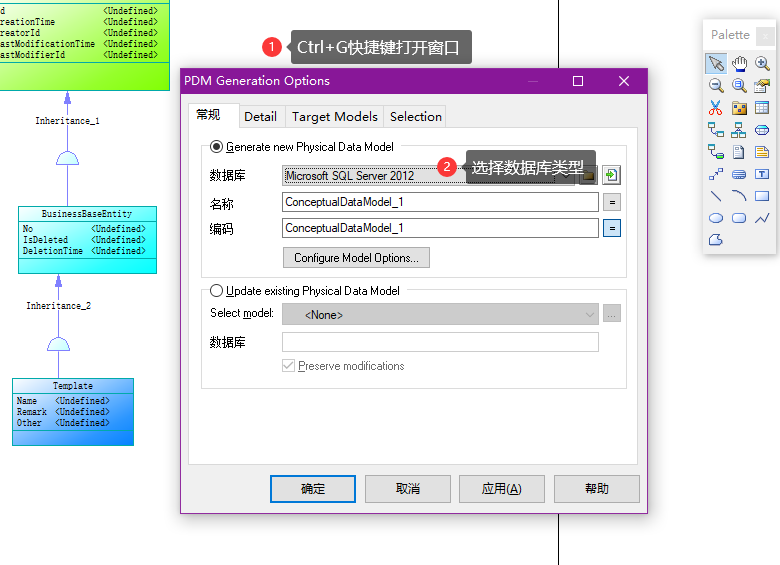 d <Undefined>
reationTime <Undefined>
reatorId <Undefined>
astModificationTime <Undefined>
astModifierId <Undefined>
Inheritance_1
BusinessBaseEntity
No <Undefined>
IsDeleted <Undefined>
DeletionTime <Undefined>
Inheritance_2
Template
Name <Undefined>
Remark <Undefined>
Other <Undefined>
1 Ctrl+G快捷键打开窗口
PDM Generation Options
常规 Detail Target Models Selection
Generate new Physical Data Model
数据库 Microsoft SQL Server 2012
2 选择数据库类型
名称 ConceptualDataModel_1 =
编码 ConceptualDataModel_1 =
Configure Model Options...
Update existing Physical Data Model
Select model: <None> ...
数据库
Preserve modifications
确定 取消 应用(A) 帮助
Palette